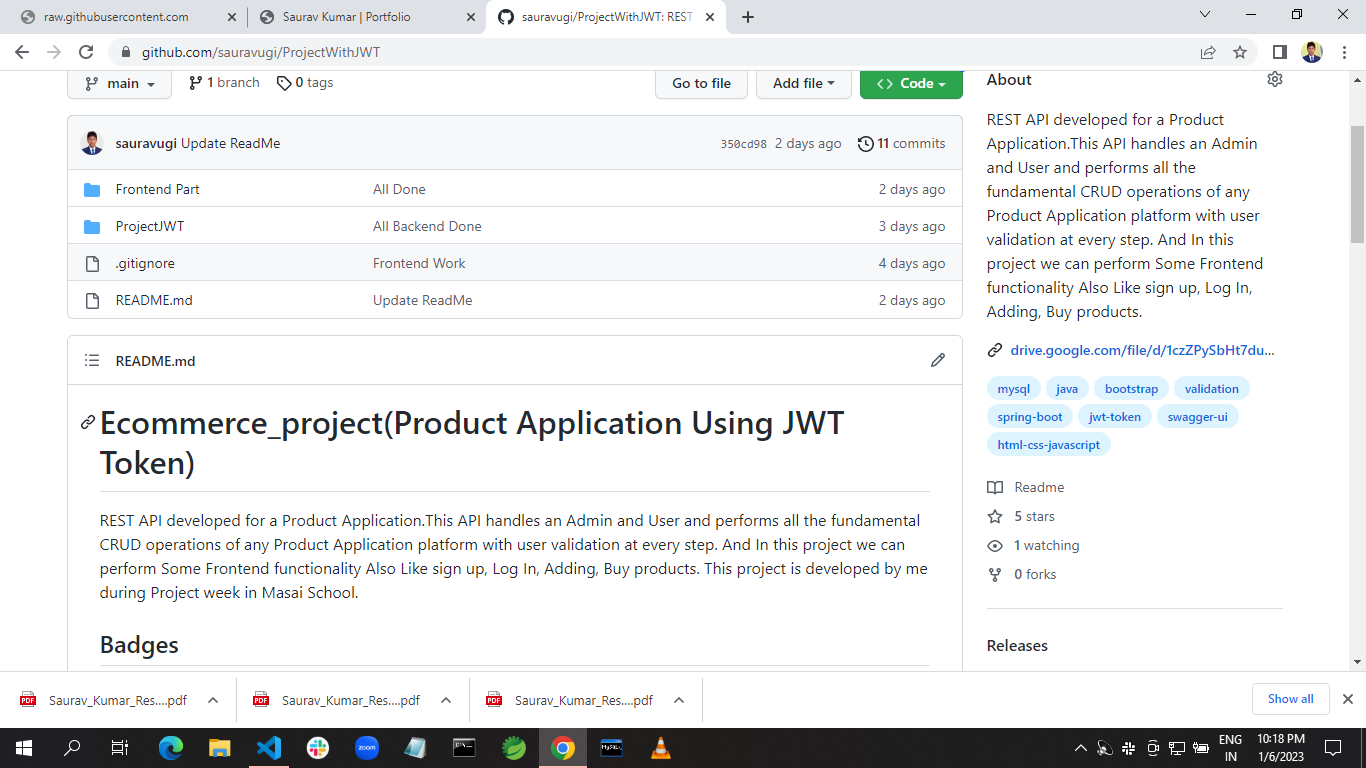 raw.githubusercontent.com
Saurav Kumar | Portfolio
sauravugi/ProjectWithJWT: REST
github.com/sauravugi/ProjectWithJWT
main
1 branch
0 tags
Go to file
Add file
Code
sauravugi Update ReadMe
350cd98 2 days ago
11 commits
Frontend Part
All Done
2 days ago
ProjectJWT
All Backend Done
3 days ago
.gitignore
Frontend Work
4 days ago
README.md
Update ReadMe
2 days ago
README.md
Ecommerce_project(Product Application Using JWT
Token)
REST API developed for a Product Application.This API handles an Admin and User and performs all the fundamental
CRUD operations of any Product Application platform with user validation at every step. And In this project we can
perform Some Frontend functionality Also Like sign up, Log In, Adding, Buy products. This project is developed by me
during Project week in Masai School.
Badges
About
REST API developed for a Product
Application.This API handles an Admin
and User and performs all the
fundamental CRUD operations of any
Product Application platform with user
validation at every step. And In this
project we can perform Some Frontend
functionality Also Like sign up, Log In,
Adding, Buy products.
drive.google.com/file/d/1czZPySbHt7du...
mysql java bootstrap validation
spring-boot jwt-token swagger-ui
html-css-javascript
Readme
5 stars
1 watching
0 forks
Releases
PDF Saurav_Kumar_Res....pdf
PDF Saurav_Kumar_Res....pdf
PDF Saurav_Kumar_Res....pdf
Show all
zoom
MySQL
ENG
IN
10:18 PM
1/6/2023